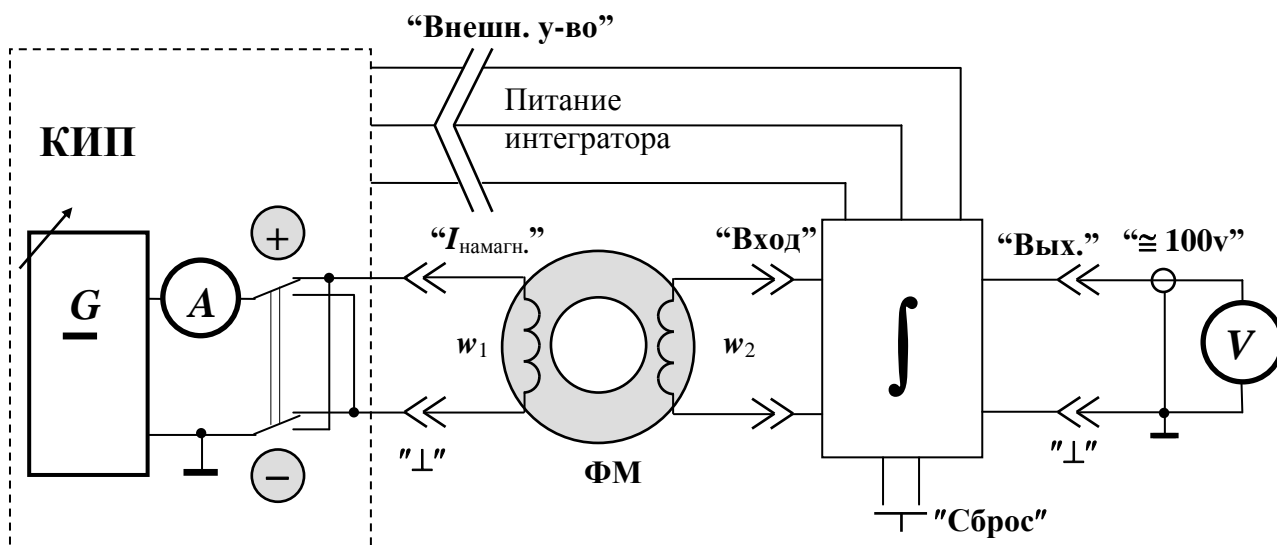 “Внешн. у-во”
Питание
интегратора
КИП
+
“Iнамагн.”
“Вход”
“Вых.”
“≅ 100v”
G
A
w1
w2
∫
V
"⊥"
"⊥"
−
ФМ
"Сброс"